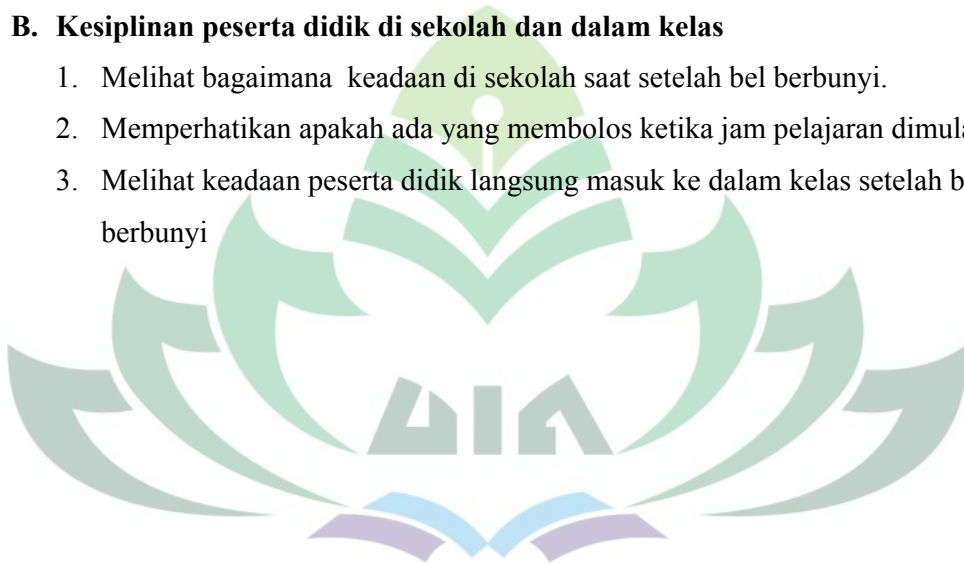 B. Kesiplinan peserta didik di sekolah dan dalam kelas
1. Melihat bagaimana keadaan di sekolah saat setelah bel berbunyi.
2. Memperhatikan apakah ada yang membolos ketika jam pelajaran
3. Melihat keadaan peserta didik langsung masuk ke dalam kelas setelah
berbunyi
UIN